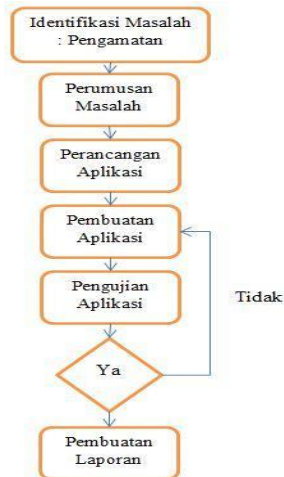 Identifikasi Masalah
: Pengamatan
Perumusan
Masalah
Perancangan
Aplikasi
Pembuatan
Aplikasi
Pengujian
Aplikasi
Tidak
Ya
Pembuatan
Laporan